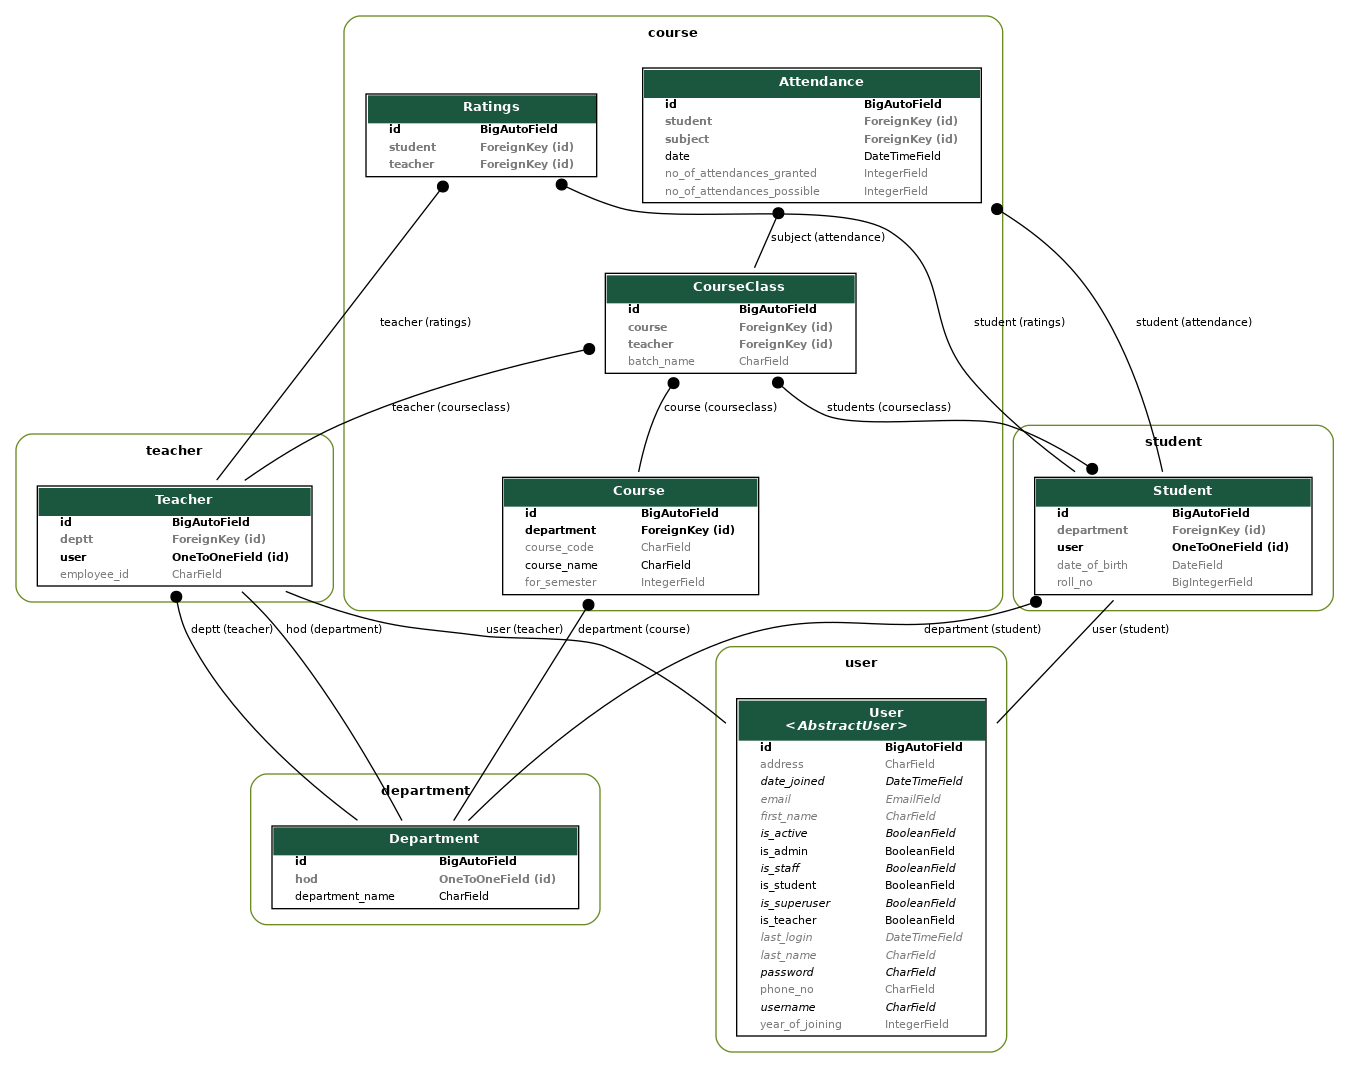 course
Ratings
id BigAutoField
student ForeignKey (id)
teacher ForeignKey (id)
Attendance
id BigAutoField
student ForeignKey (id)
subject ForeignKey (id)
date DateTimeField
no_of_attendances_granted IntegerField
no_of_attendances_possible IntegerField
subject (attendance)
CourseClass
id BigAutoField
course ForeignKey (id)
teacher ForeignKey (id)
batch_name CharField
teacher (ratings)
student (ratings)
student (attendance)
teacher (courseclass)
course (courseclass)
students (courseclass)
teacher
Teacher
id BigAutoField
deptt ForeignKey (id)
user OneToOneField (id)
employee_id CharField
Course
id BigAutoField
department ForeignKey (id)
course_code CharField
course_name CharField
for_semester IntegerField
student
Student
id BigAutoField
department ForeignKey (id)
user OneToOneField (id)
date_of_birth DateField
roll_no BigIntegerField
deptt (teacher)
hod (department)
user (teacher)
department (course)
department (student)
user (student)
department
Department
id BigAutoField
hod OneToOneField (id)
department_name CharField
user
User
<AbstractUser>
id BigAutoField
address CharField
date_joined DateTimeField
email EmailField
first_name CharField
is_active BooleanField
is_admin BooleanField
is_staff BooleanField
is_student BooleanField
is_superuser BooleanField
is_teacher BooleanField
last_login DateTimeField
last_name CharField
password CharField
phone_no CharField
username CharField
year_of_joining IntegerField